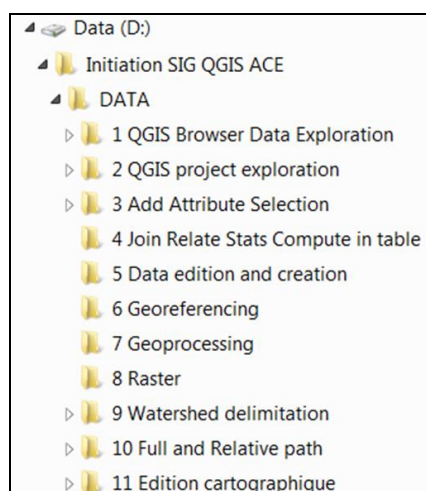 Data (D:)
Initiation SIG QGIS ACE
DATA
1 QGIS Browser Data Exploration
2 QGIS project exploration
3 Add Attribute Selection
4 Join Relate Stats Compute in table
5 Data edition and creation
6 Georeferencing
7 Geoprocessing
8 Raster
9 Watershed delimitation
10 Full and Relative path
11 Edition cartographique